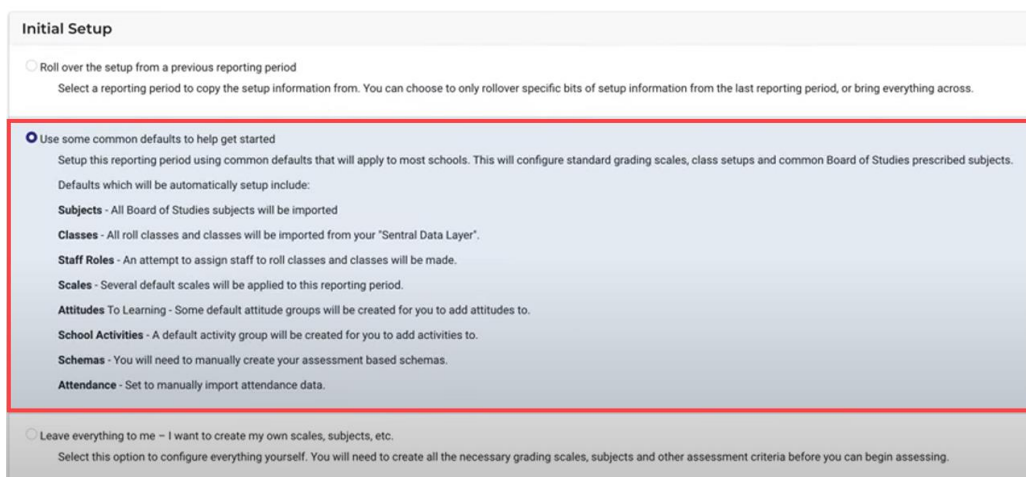 Initial Setup
Roll over the setup from a previous reporting period
Select a reporting period to copy the setup information from. You can choose to only rollover specific bits of setup information from the last reporting period, or bring everything across.
Use some common defaults to help get started
Setup this reporting period using common defaults that will apply to most schools. This will configure standard grading scales, class setups and common Board of Studies prescribed subjects.
Defaults which will be automatically setup include:
Subjects - All Board of Studies subjects will be imported
Classes - All roll classes and classes will be imported from your "Sentral Data Layer".
Staff Roles - An attempt to assign staff to roll classes and classes will be made.
Scales - Several default scales will be applied to this reporting period.
Attitudes To Learning - Some default attitude groups will be created for you to add attitudes to.
School Activities - A default activity group will be created for you to add activities to.
Schemas - You will need to manually create your assessment based schemas.
Attendance - Set to manually import attendance data.
Leave everything to me – I want to create my own scales, subjects, etc.
Select this option to configure everything yourself. You will need to create all the necessary grading scales, subjects and other assessment criteria before you can begin assessing.